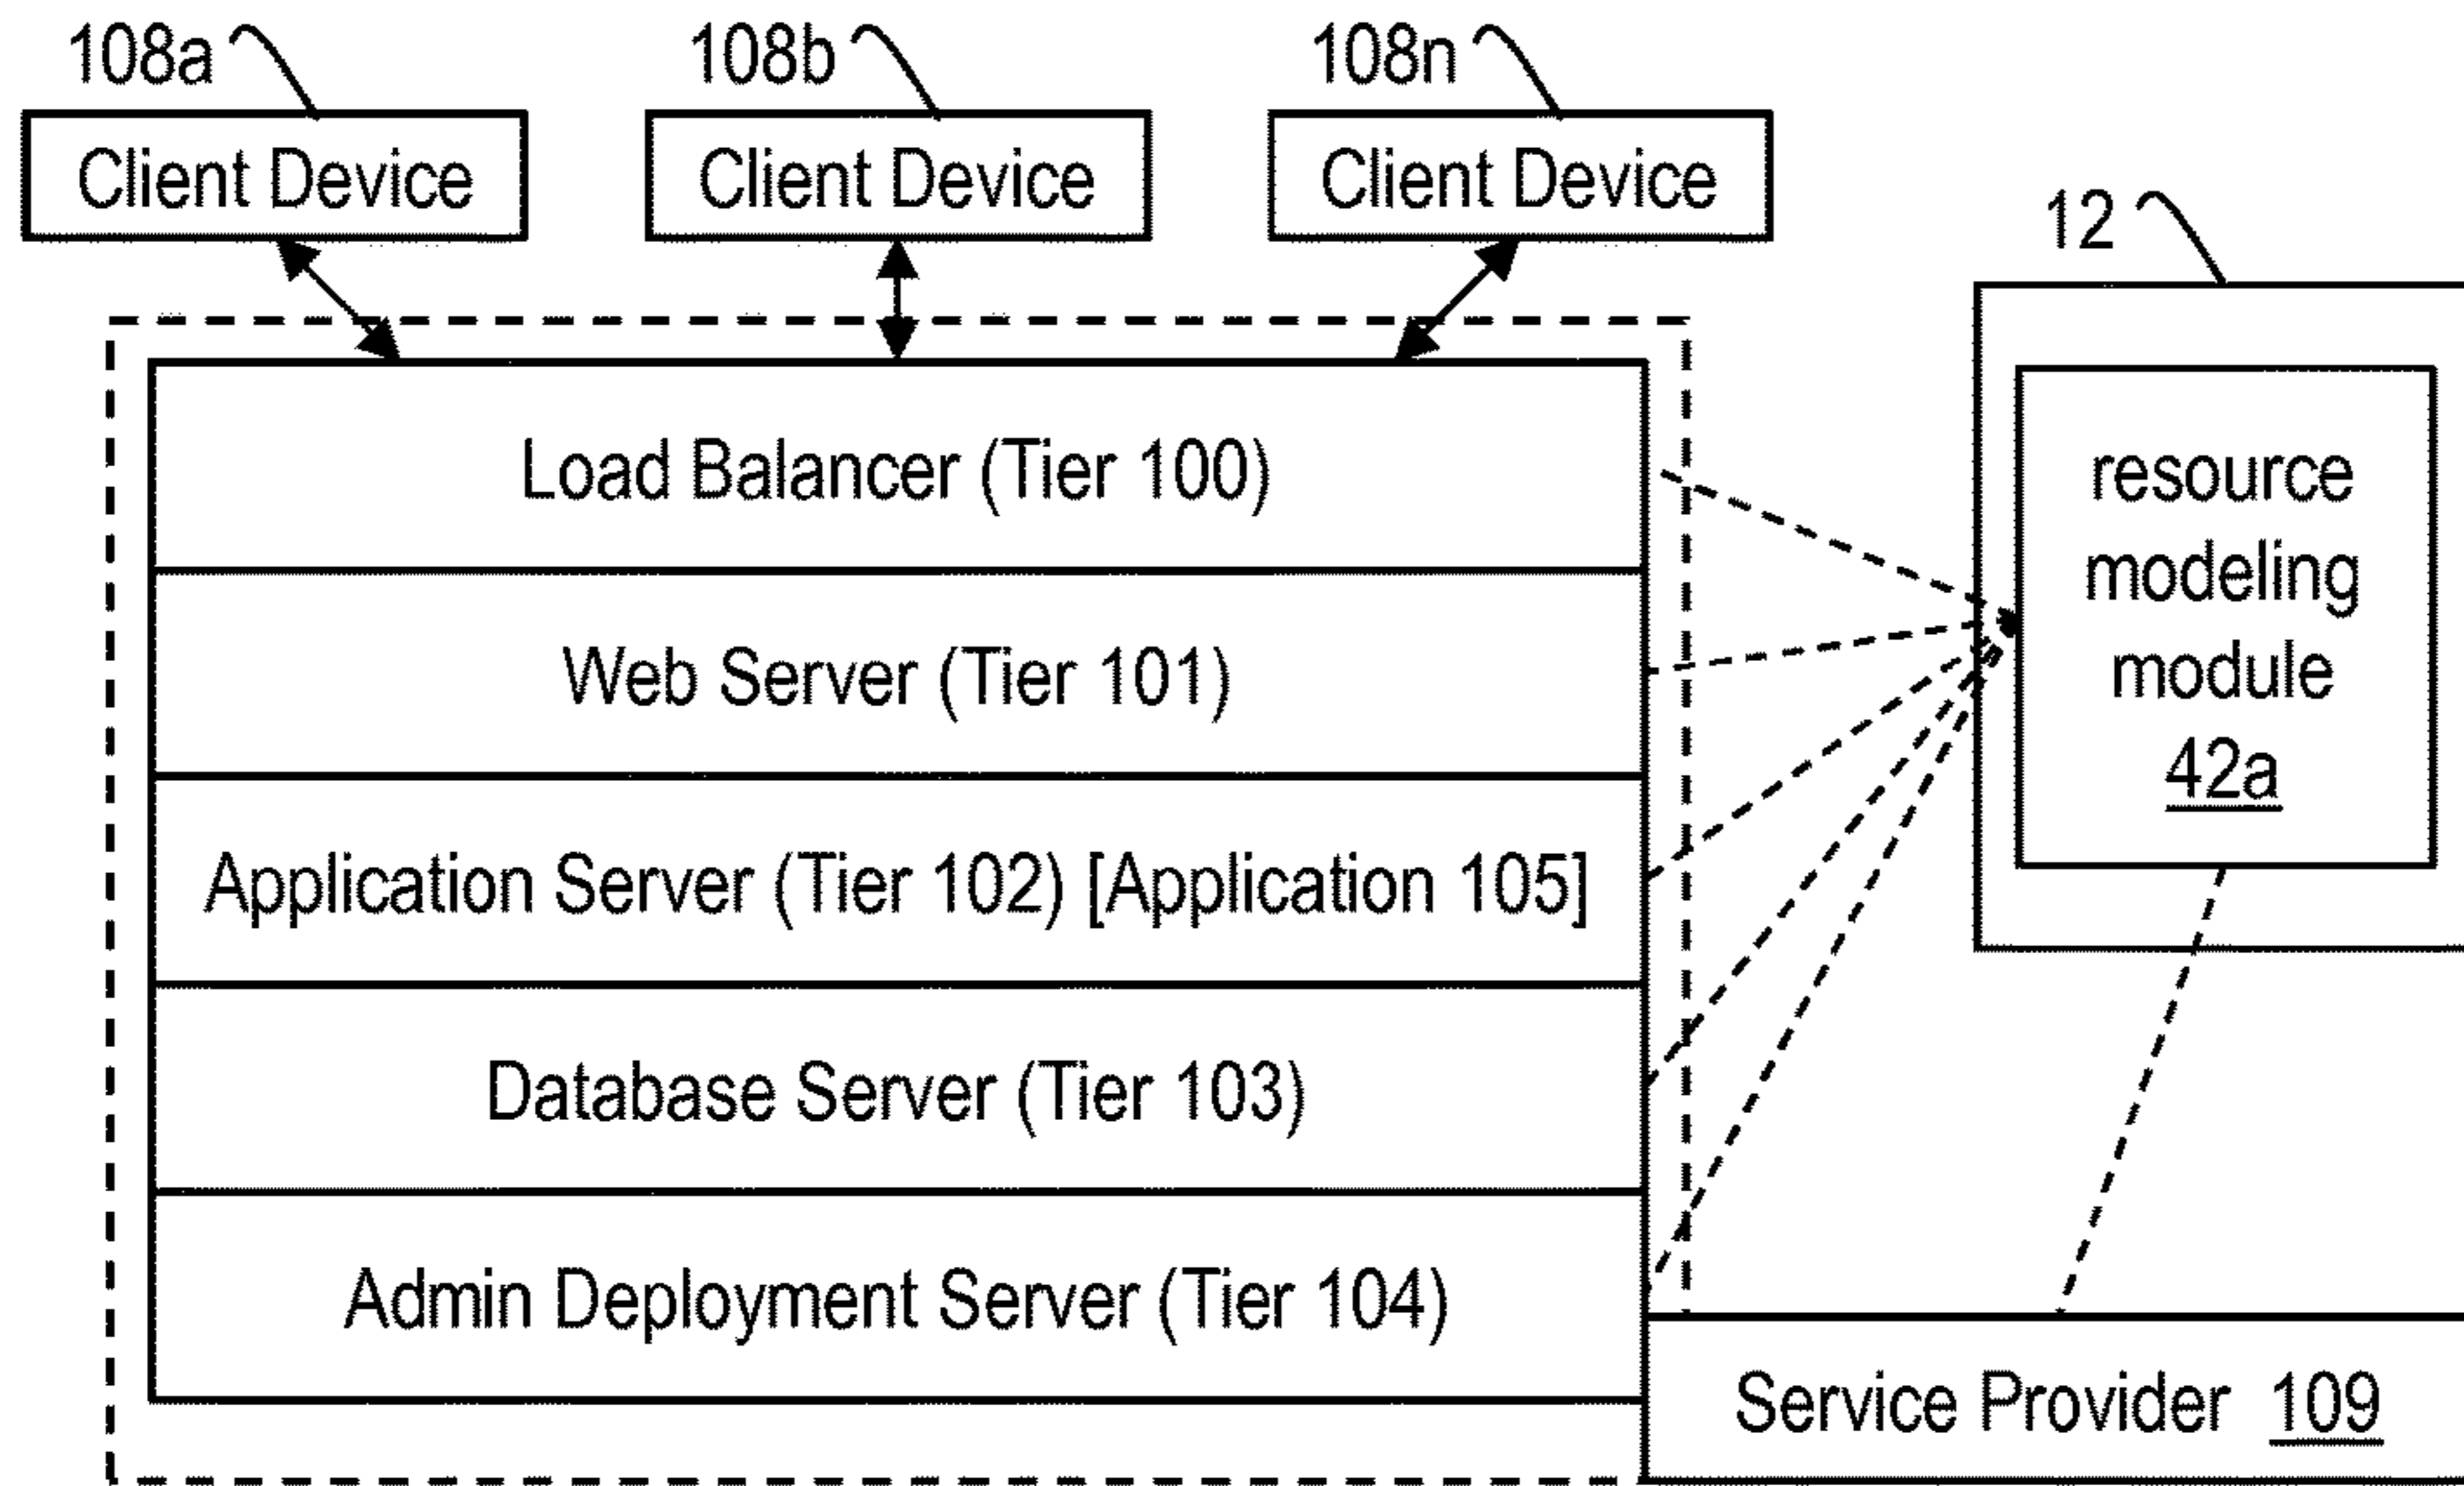 108a
108b
108n
Client Device
Client Device
Client Device
12
Load Balancer (Tier 100)
Web Server (Tier 101)
Application Server (Tier 102) [Application 105]
Database Server (Tier 103)
Admin Deployment Server (Tier 104)
resource
modeling
module
42a
Service Provider 109